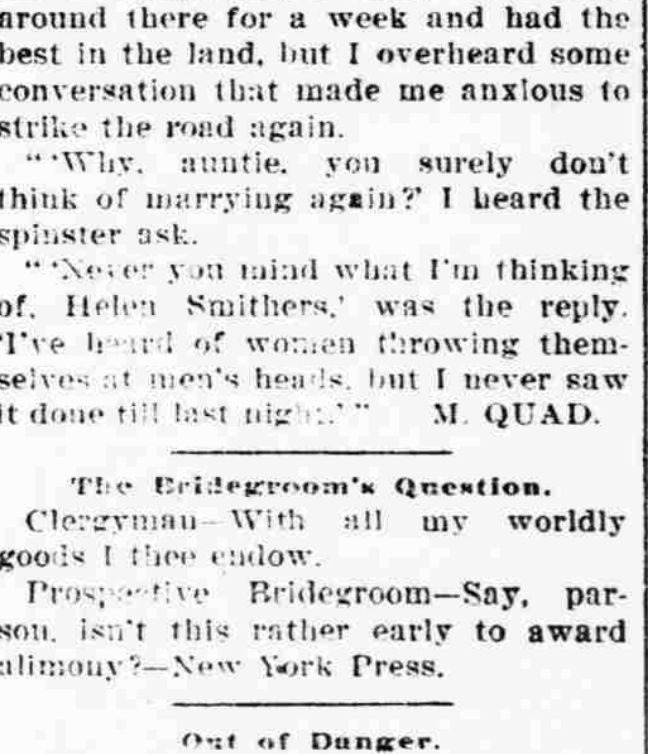 around there for a week and had the
best in the land, but I overheard some
conversation that made me anxious to
strike the road again.
"'Why, auntie, you surely don't
think of marrying again?' I heard the
spinster ask.
"'Never you mind what I'm thinking
of, Helen Smithers,' was the reply.
'I've heard of women throwing them-
selves at men's heads, but I never saw
it done till last night.'" M. QUAD.
The Bridegroom's Question.
Clergyman—With all my worldly
goods I thee endow.
Prospective Bridegroom—Say, par-
son, isn't this rather early to award
alimony?—New York Press.
Out of Danger.